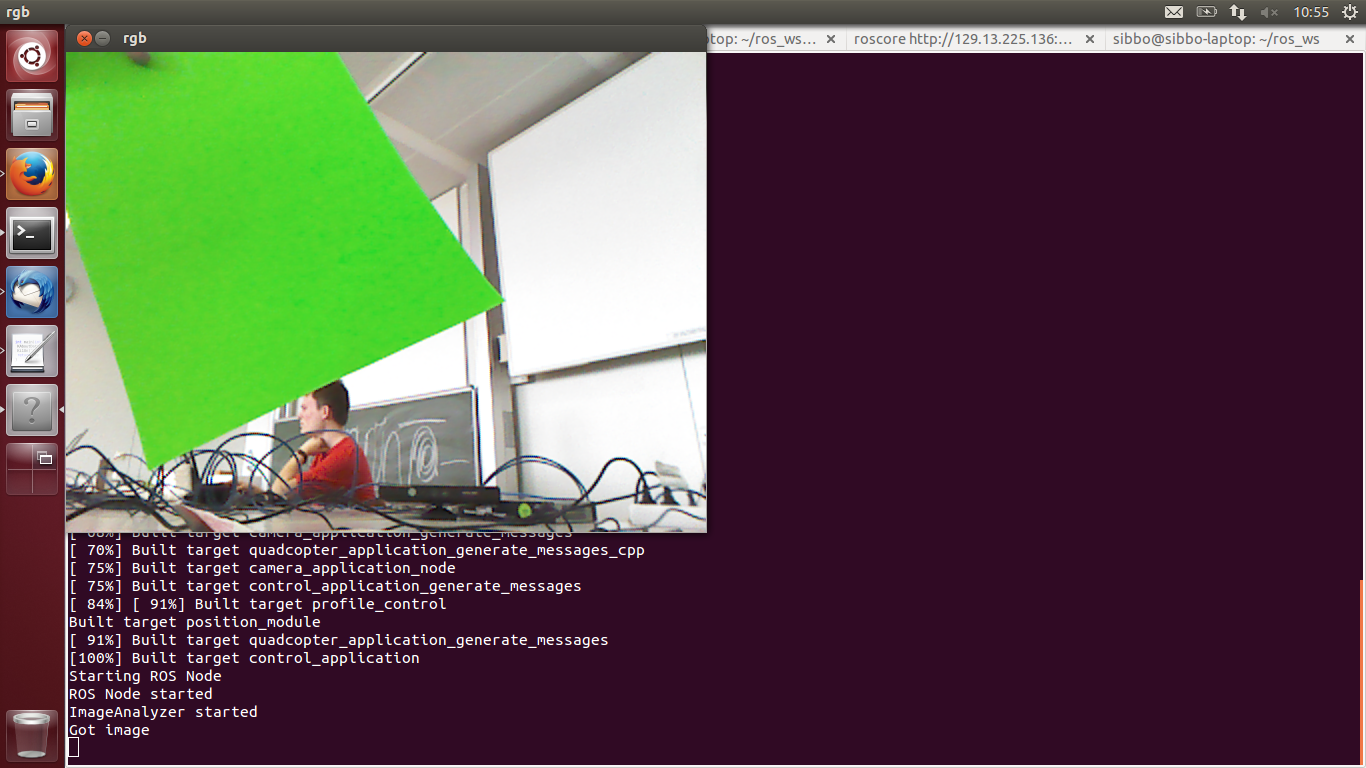 rgb
10:55
rgb
top: ~/ros_ws...
roscore http://129.13.225.136:...
sibbo@sibbo-laptop: ~/ros_ws
[ 68%] Built target camera_application_generate_messages
[ 70%] Built target quadcopter_application_generate_messages_cpp
[ 75%] Built target camera_application_node
[ 75%] Built target control_application_generate_messages
[ 84%] [ 91%] Built target profile_control
Built target position_module
[ 91%] Built target quadcopter_application_generate_messages
[100%] Built target control_application
Starting ROS Node
ROS Node started
ImageAnalyzer started
Got image